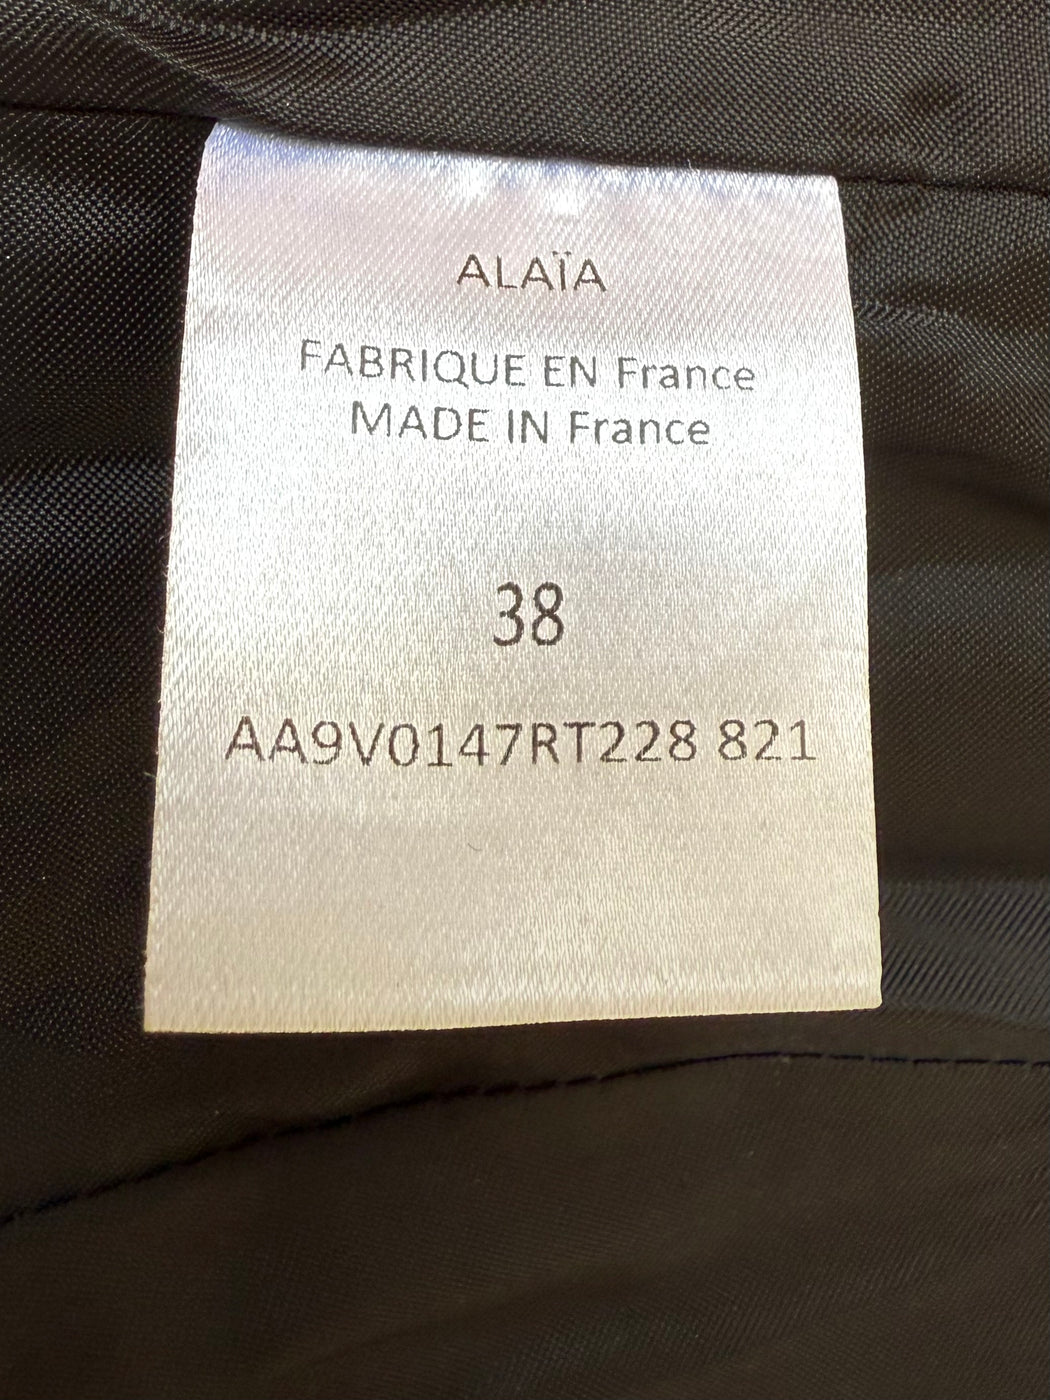 ALAÏA
FABRIQUE EN France
MADE IN France
38
AA9V0147RT228 821